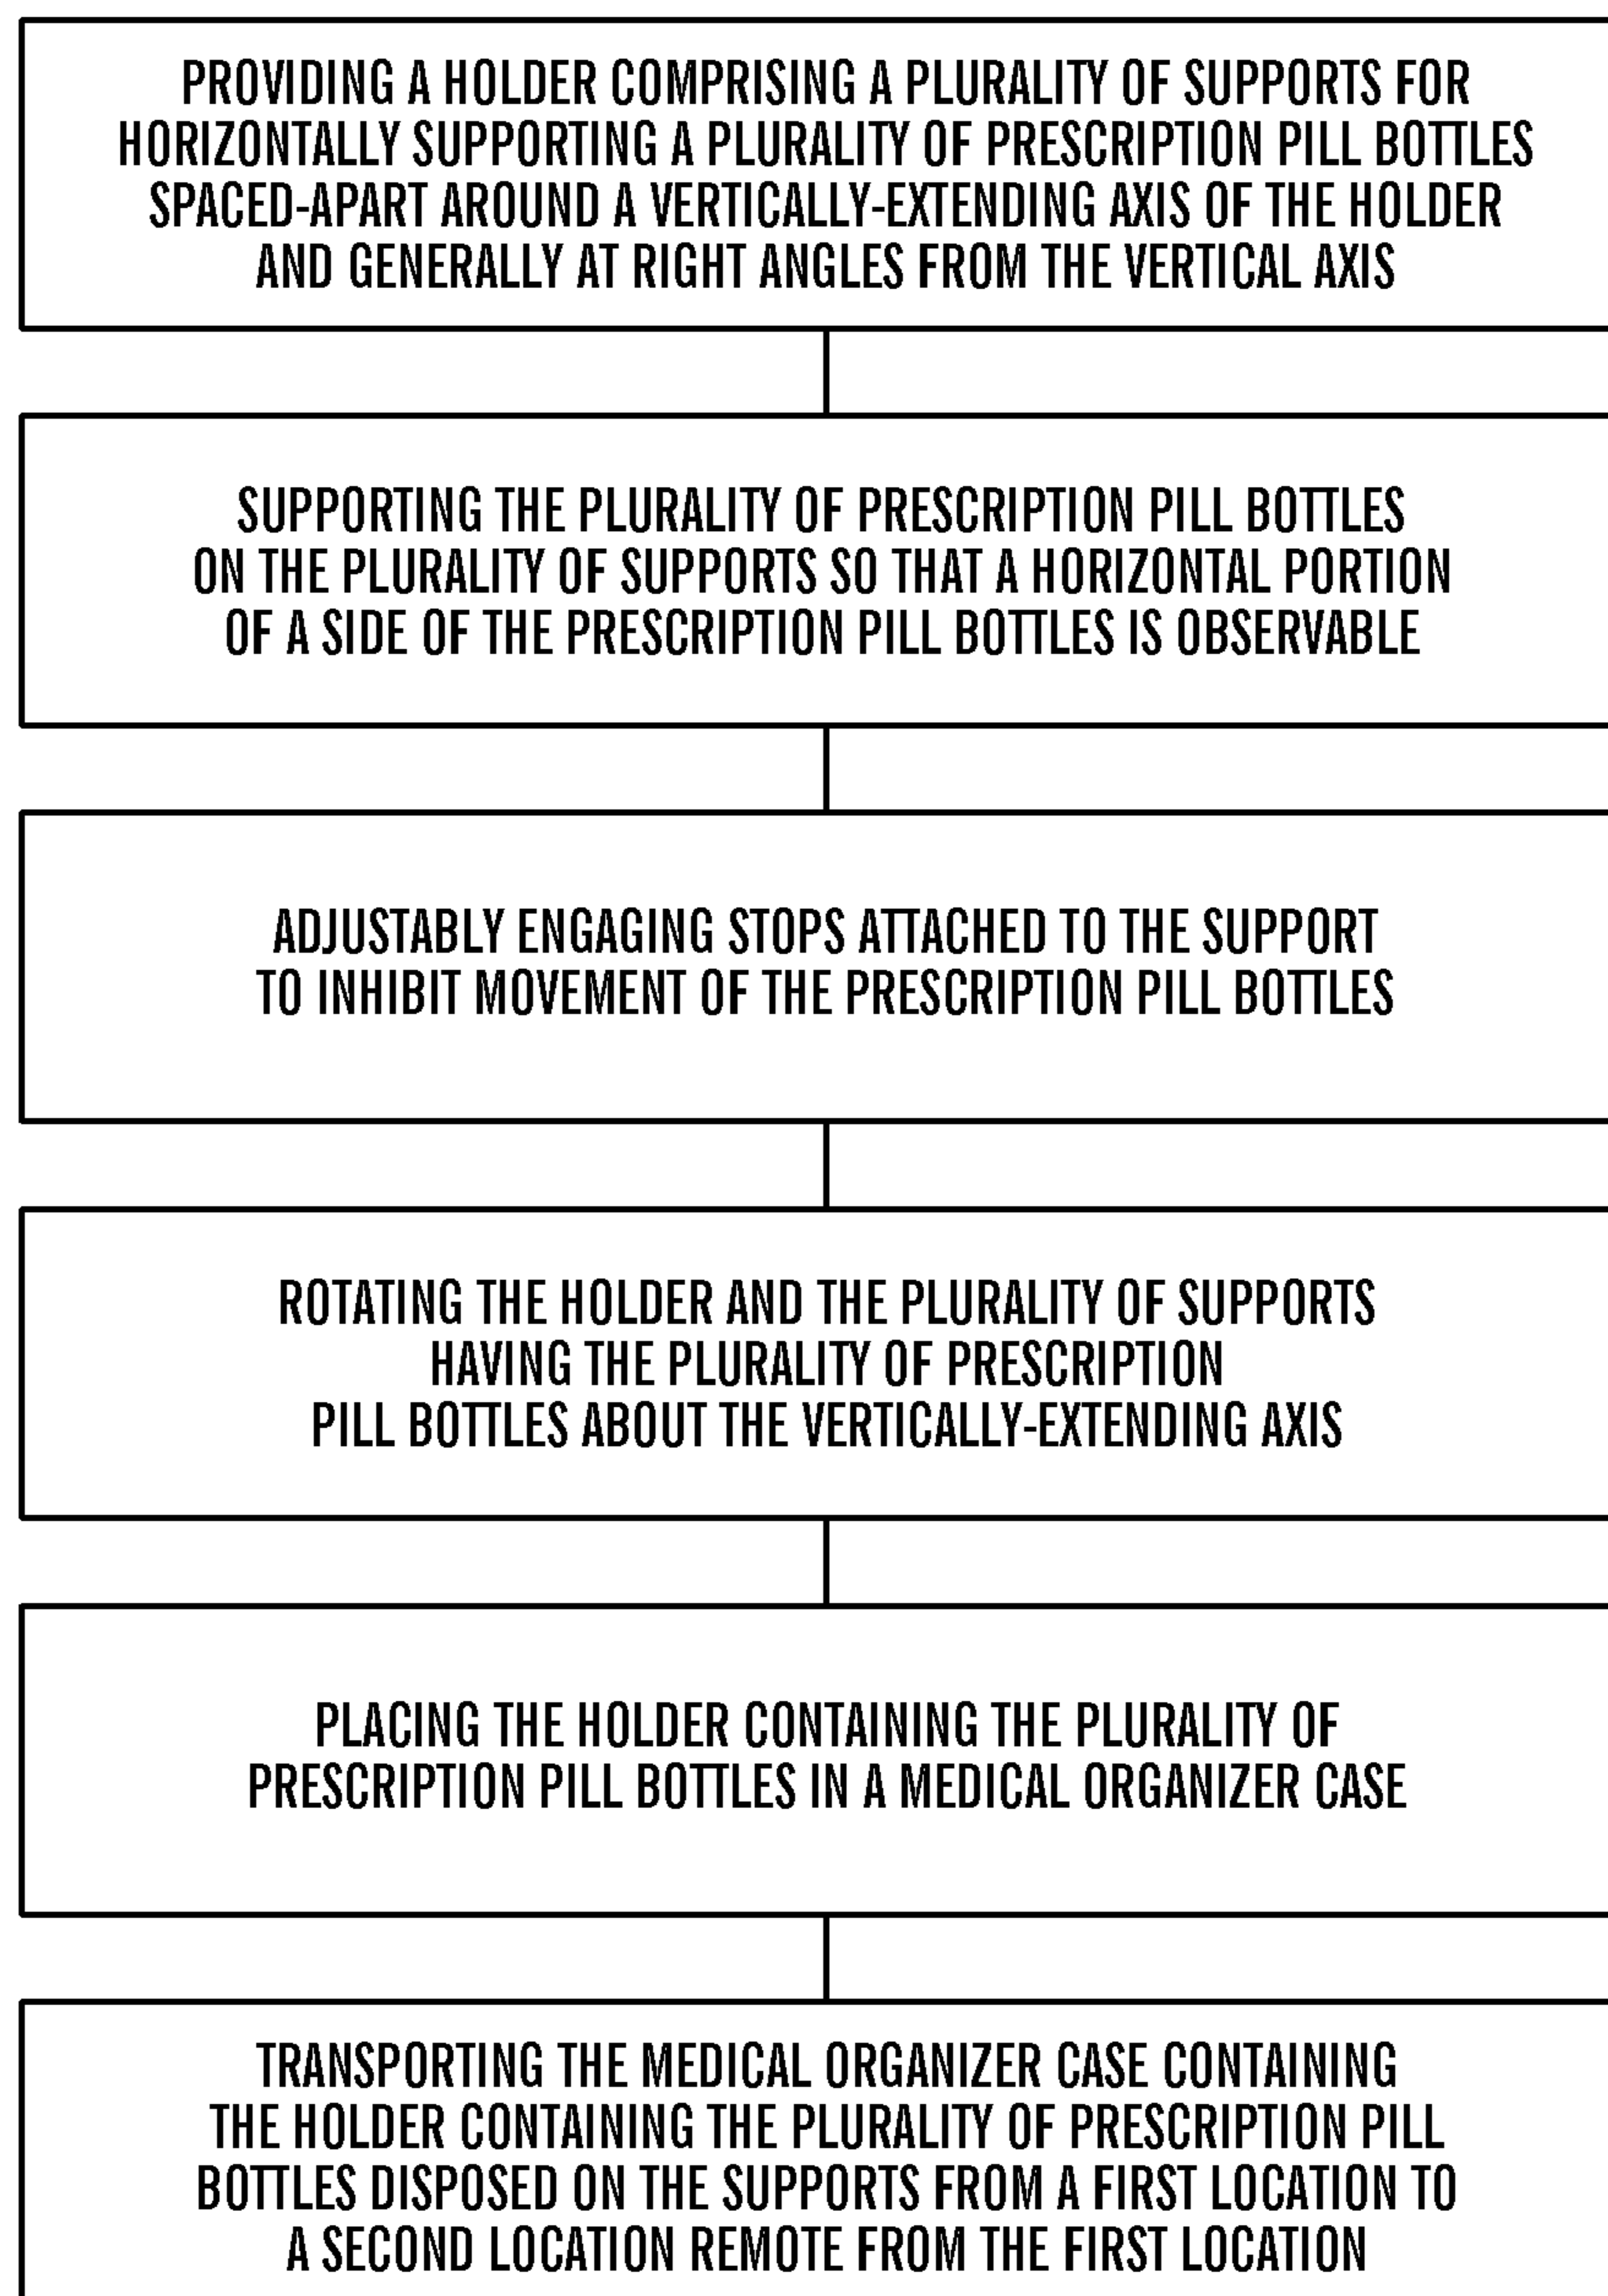 PROVIDING A HOLDER COMPRISING A PLURALITY OF SUPPORTS FOR
HORIZONTALLY SUPPORTING A PLURALITY OF PRESCRIPTION PILL BOTTLES
SPACED-APART AROUND A VERTICALLY-EXTENDING AXIS OF THE HOLDER
AND GENERALLY AT RIGHT ANGLES FROM THE VERTICAL AXIS
SUPPORTING THE PLURALITY OF PRESCRIPTION PILL BOTTLES
ON THE PLURALITY OF SUPPORTS SO THAT A HORIZONTAL PORTION
OF A SIDE OF THE PRESCRIPTION PILL BOTTLES IS OBSERVABLE
ADJUSTABLY ENGAGING STOPS ATTACHED TO THE SUPPORT
TO INHIBIT MOVEMENT OF THE PRESCRIPTION PILL BOTTLES
ROTATING THE HOLDER AND THE PLURALITY OF SUPPORTS
HAVING THE PLURALITY OF PRESCRIPTION
PILL BOTTLES ABOUT THE VERTICALLY-EXTENDING AXIS
PLACING THE HOLDER CONTAINING THE PLURALITY OF
PRESCRIPTION PILL BOTTLES IN A MEDICAL ORGANIZER CASE
TRANSPORTING THE MEDICAL ORGANIZER CASE CONTAINING
THE HOLDER CONTAINING THE PLURALITY OF PRESCRIPTION PILL
BOTTLES DISPOSED ON THE SUPPORTS FROM A FIRST LOCATION TO
A SECOND LOCATION REMOTE FROM THE FIRST LOCATION